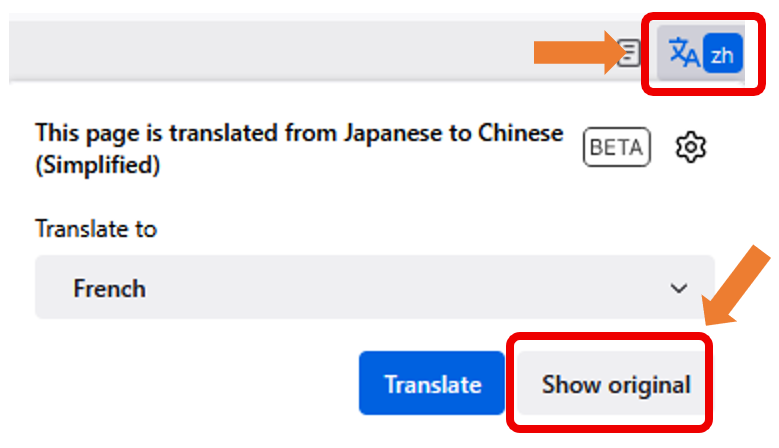 文A zh
This page is translated from Japanese to Chinese
(Simplified)
BETA
Translate to
French
Translate
Show original